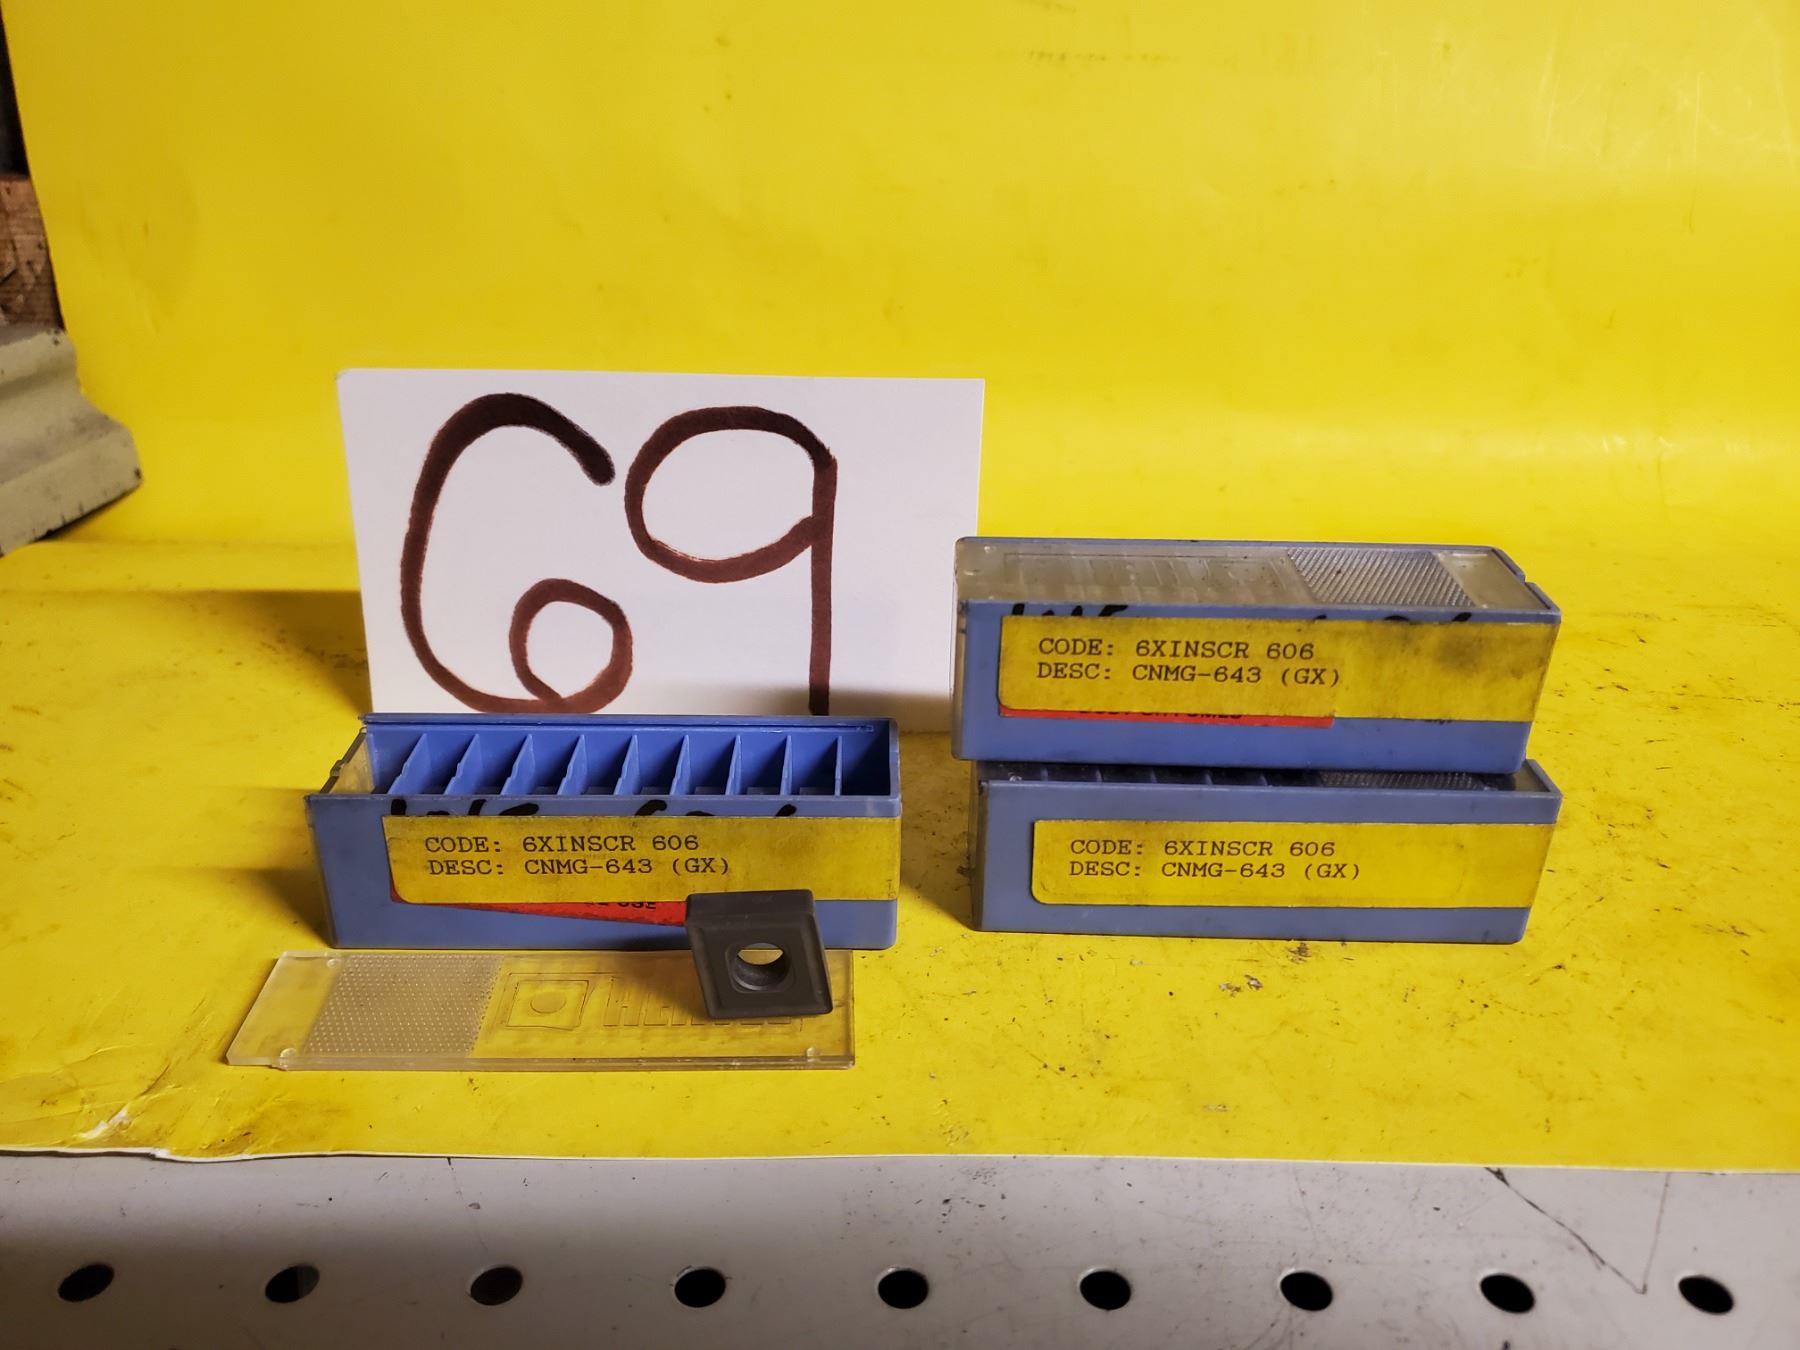 69
CODE: 6XINSCR 606
DESC: CNMG-643 (GX)
CODE: 6XINSCR 606
DESC: CNMG-643 (GX)
USE
CODE: 6XINSCR 606
DESC: CNMG-643 (GX)